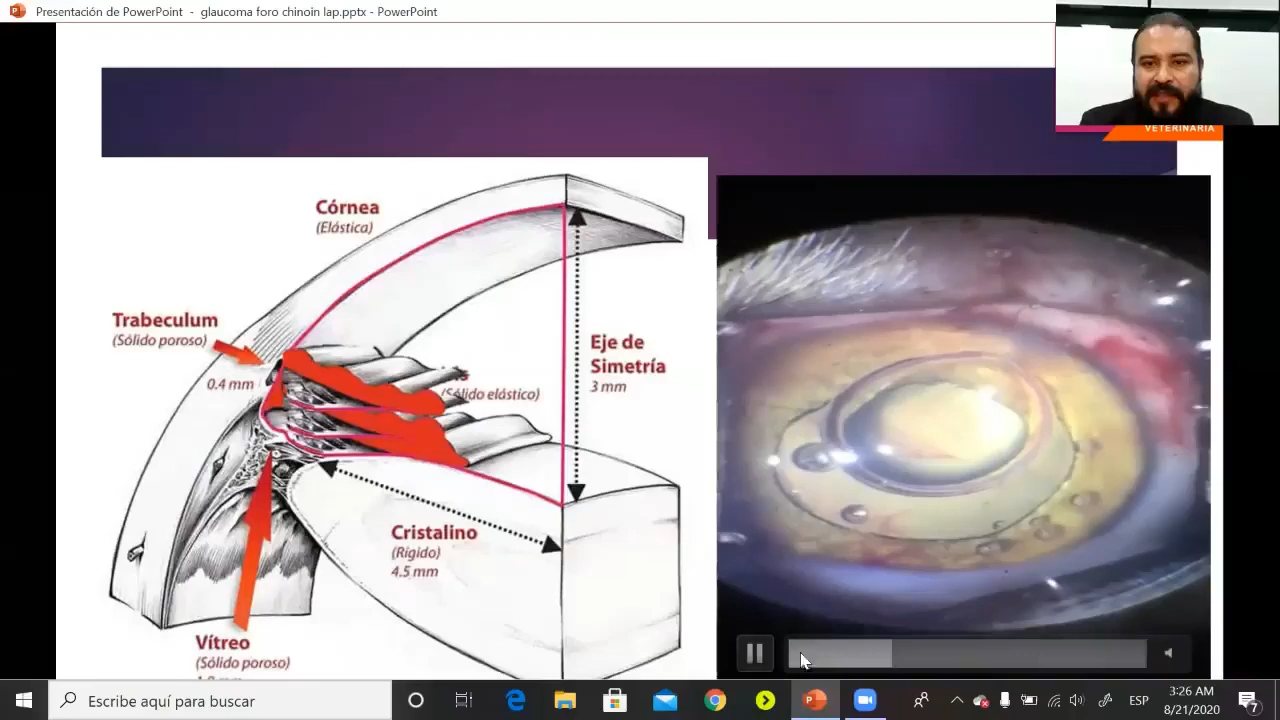 Presentación de PowerPoint - glaucoma foro chinoin lap.pptx - PowerPoint
VETERINARIA
Córnea
(Elástica)
Trabeculum
(Sólido poroso)
0.4 mm
(Sólido elástico)
Eje de
Simetría
3 mm
Cristalino
(Rígido)
4.5 mm
Vítreo
(Sólido poroso)
Escribe aquí para buscar
ESP
3:26 AM
8/21/2020
7